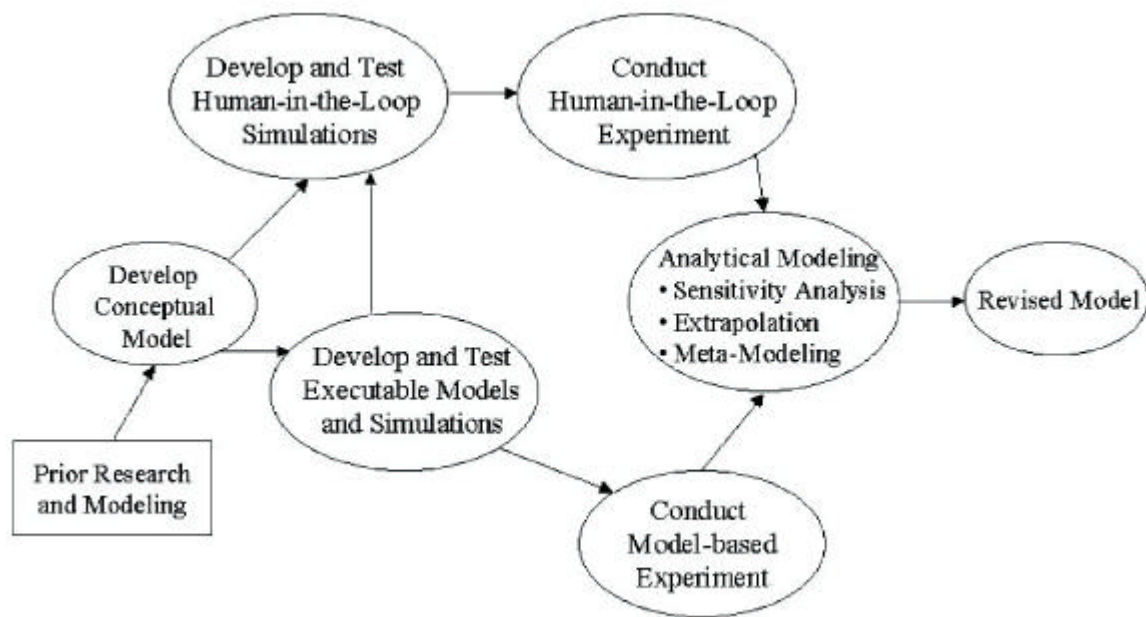 Develop and Test
Human-in-the-Loop
Simulations
Conduct
Human-in-the-Loop
Experiment
Develop
Conceptual
Model
Analytical Modeling
• Sensitivity Analysis
• Extrapolation
• Meta-Modeling
Revised Model
Develop and Test
Executable Models
and Simulations
Prior Research
and Modeling
Conduct
Model-based
Experiment